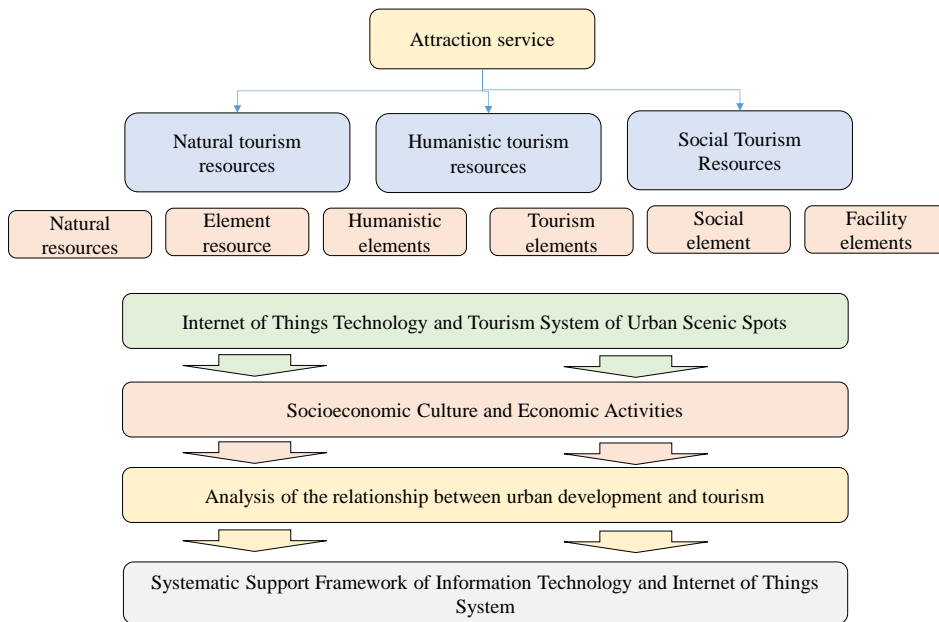 Attraction service
Natural tourism
resources
Humanistic tourism
resources
Social Tourism
Resources
Natural
resources
Element
resource
Humanistic
elements
Tourism
elements
Social
element
Facility
elements
Internet of Things Technology and Tourism System of Urban Scenic Spots
Socioeconomic Culture and Economic Activities
Analysis of the relationship between urban development and tourism
Systematic Support Framework of Information Technology and Internet of Things
System